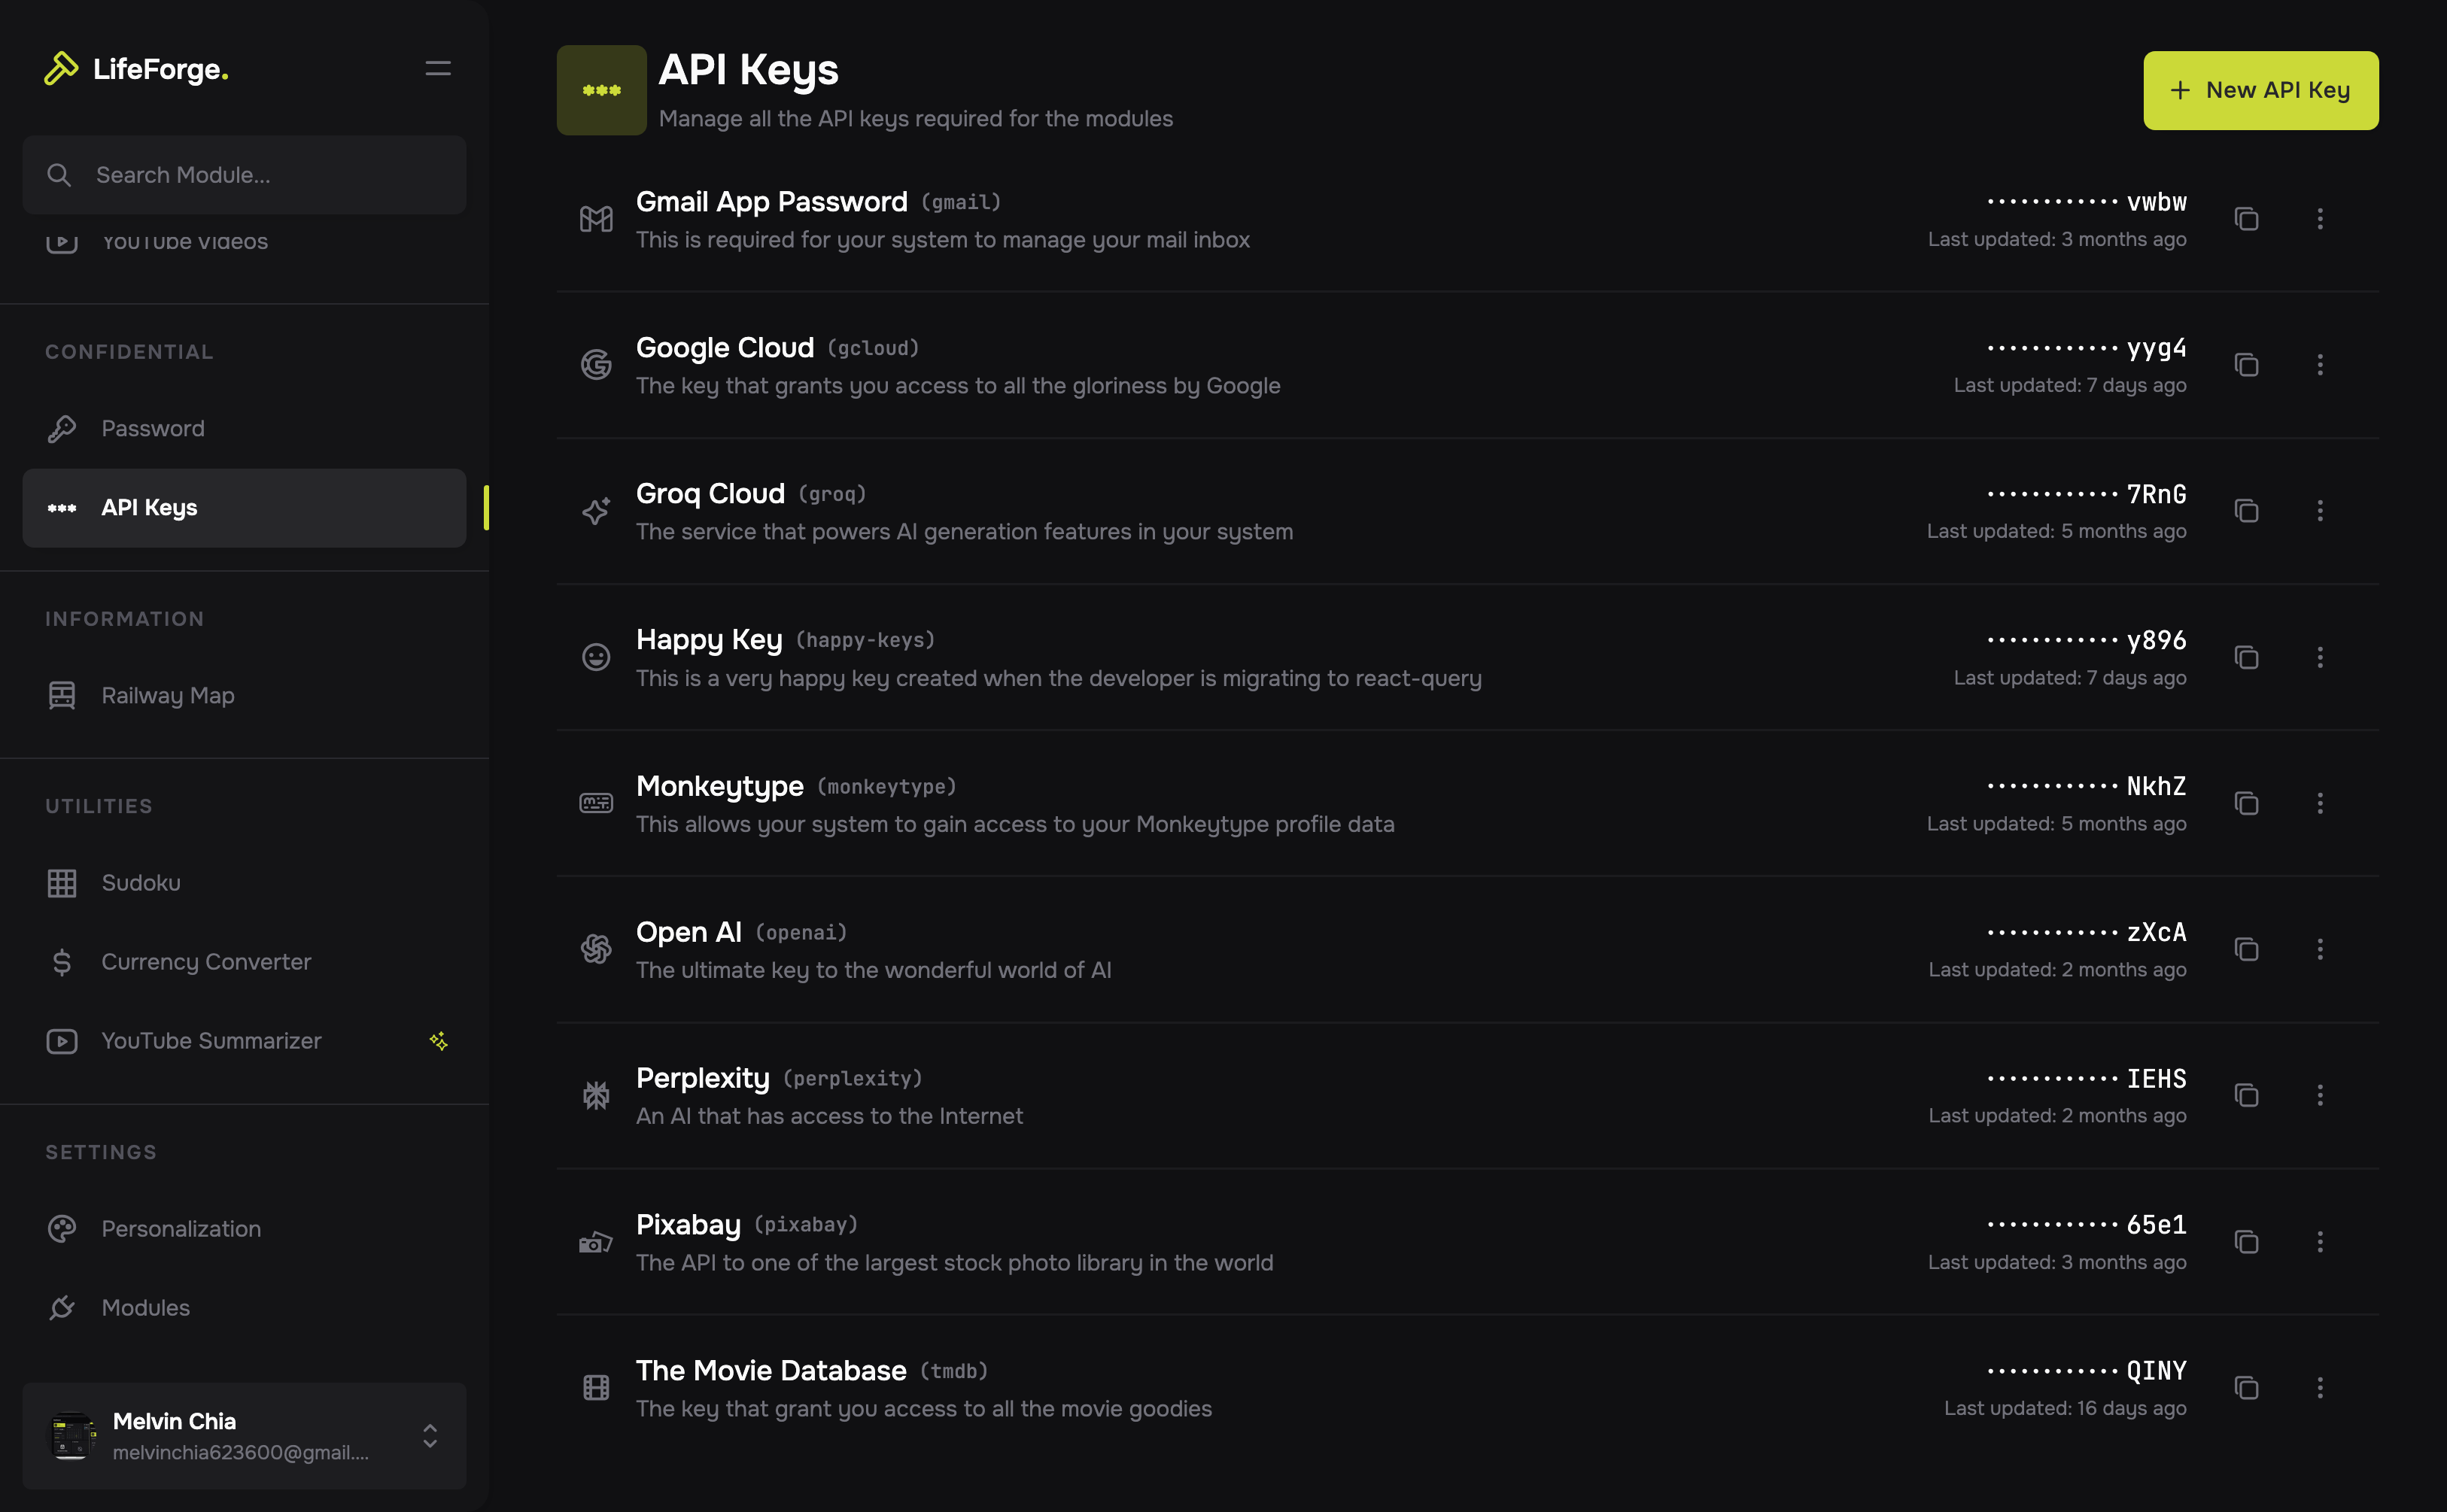 LifeForge.
Search Module...
YouTube Videos
CONFIDENTIAL
Password
API Keys
INFORMATION
Railway Map
UTILITIES
Sudoku
Currency Converter
YouTube Summarizer
SETTINGS
Personalization
Modules
Melvin Chia
melvinchia623600@gmail....
API Keys
Manage all the API keys required for the modules
New API Key
Gmail App Password (gmail)
This is required for your system to manage your mail inbox
············vwbw
Last updated: 3 months ago
Google Cloud (gcloud)
The key that grants you access to all the gloriness by Google
············yyg4
Last updated: 7 days ago
Groq Cloud (groq)
The service that powers AI generation features in your system
············7RnG
Last updated: 5 months ago
Happy Key (happy-keys)
This is a very happy key created when the developer is migrating to react-query
············y896
Last updated: 7 days ago
Monkeytype (monkeytype)
This allows your system to gain access to your Monkeytype profile data
············NkhZ
Last updated: 5 months ago
Open AI (openai)
The ultimate key to the wonderful world of AI
············zXcA
Last updated: 2 months ago
Perplexity (perplexity)
An AI that has access to the Internet
············IEHS
Last updated: 2 months ago
Pixabay (pixabay)
The API to one of the largest stock photo library in the world
············65e1
Last updated: 3 months ago
The Movie Database (tmdb)
The key that grant you access to all the movie goodies
············QINY
Last updated: 16 days ago